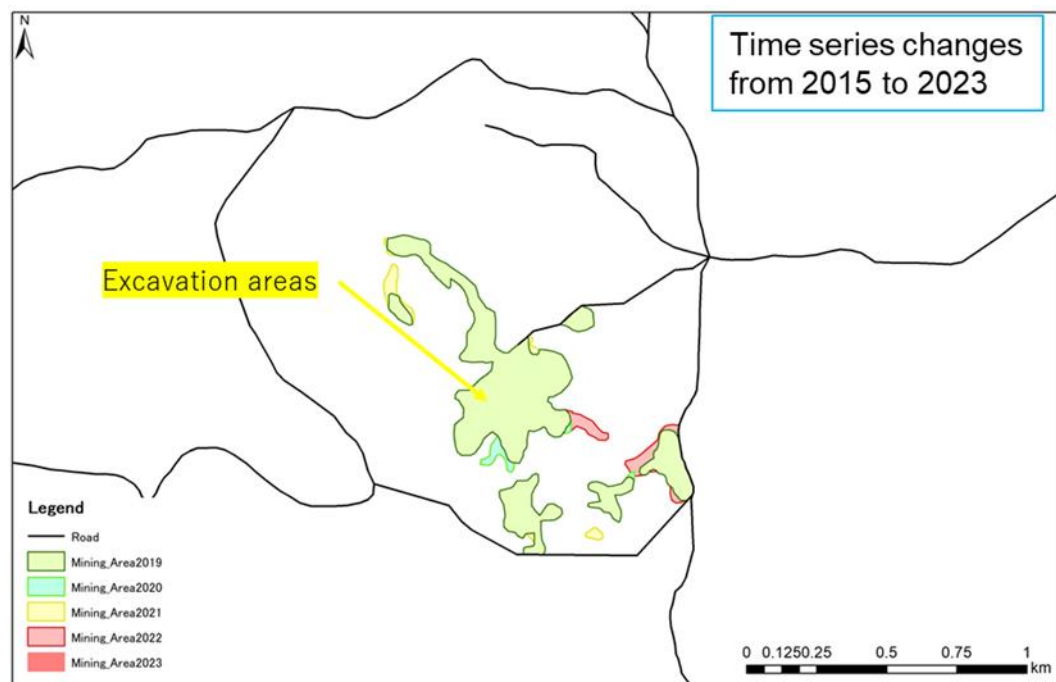 N
Time series changes
from 2015 to 2023
Excavation areas
Legend
Road
Mining_Area2019
Mining_Area2020
Mining_Area2021
Mining_Area2022
Mining_Area2023
0 0.1250.25 0.5 0.75 1
km